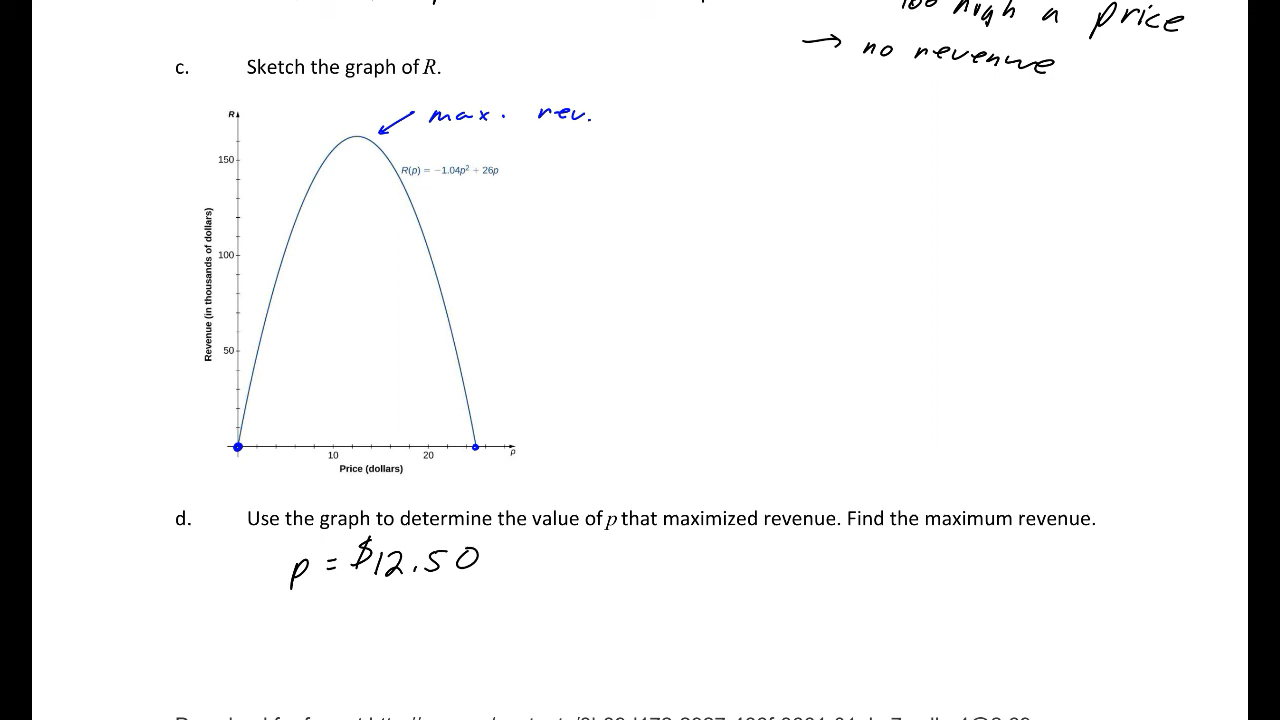 too high a price
→ no revenue
c. Sketch the graph of R.
R
max. rev.
150
R(p) = −1.04p² + 26p
Revenue (in thousands of dollars)
100
50
10 20 p
Price (dollars)
d. Use the graph to determine the value of p that maximized revenue. Find the maximum revenue.
p = $12.50